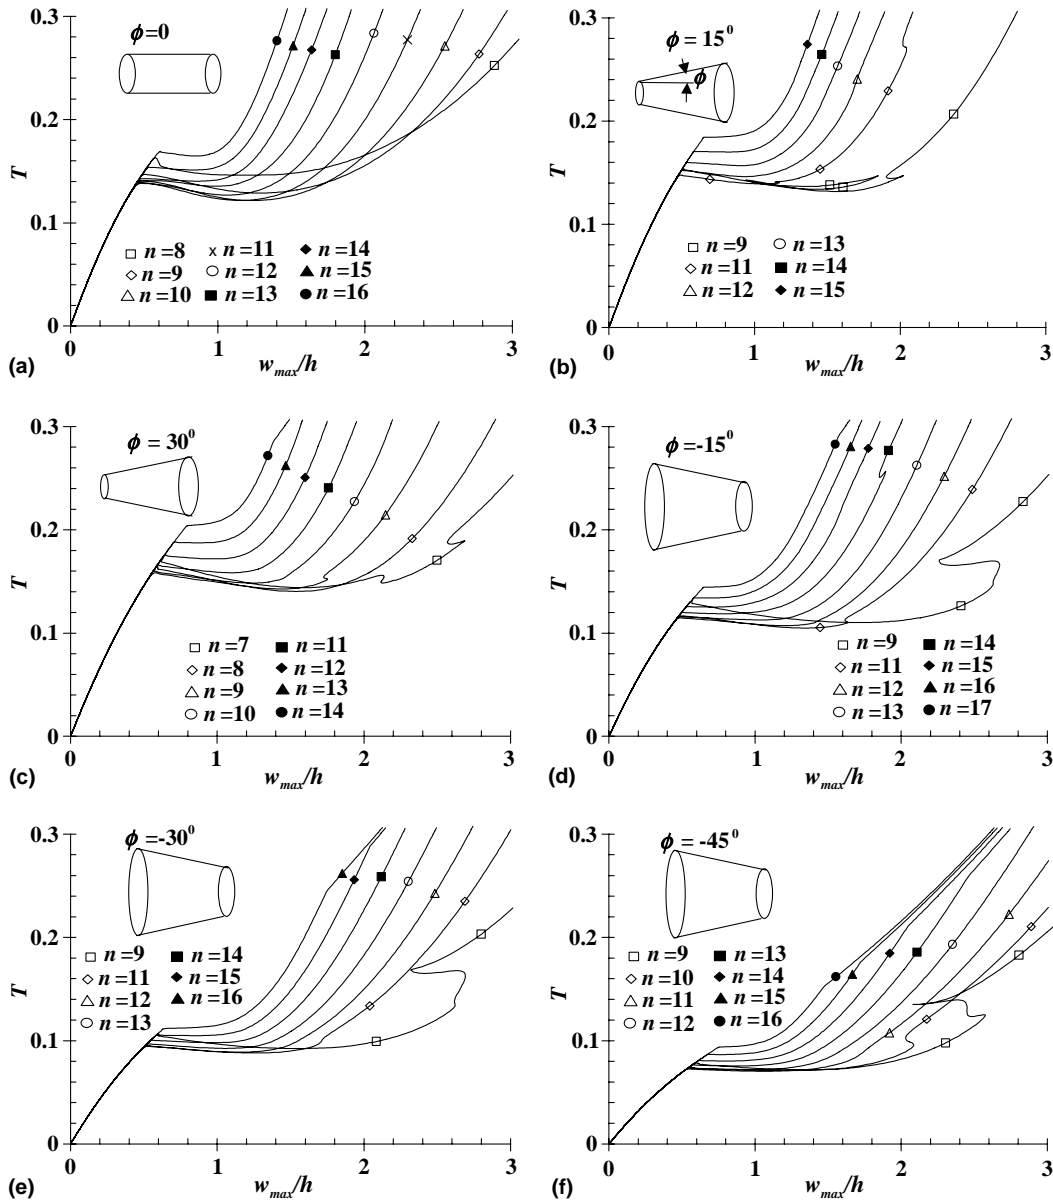 0.3
0.2
0.1
0
T
ϕ=0
n=8
n=9
n=10
n=11
n=12
n=13
n=14
n=15
n=16
0 1 2 3
(a) w_max/h
0.3
0.2
0.1
0
T
ϕ = 15⁰
ϕ
n=9
n=11
n=12
n=13
n=14
n=15
0 1 2 3
(b) w_max/h
0.3
0.2
0.1
0
T
ϕ = 30⁰
n=7
n=8
n=9
n=10
n=11
n=12
n=13
n=14
0 1 2 3
(c) w_max/h
0.3
0.2
0.1
0
T
ϕ =-15⁰
n=9
n=11
n=12
n=13
n=14
n=15
n=16
n=17
0 1 2 3
(d) w_max/h
0.3
0.2
0.1
0
T
ϕ =-30⁰
n=9
n=11
n=12
n=13
n=14
n=15
n=16
0 1 2 3
(e) w_max/h
0.3
0.2
0.1
0
T
ϕ =-45⁰
n=9
n=10
n=11
n=12
n=13
n=14
n=15
n=16
0 1 2 3
(f) w_max/h